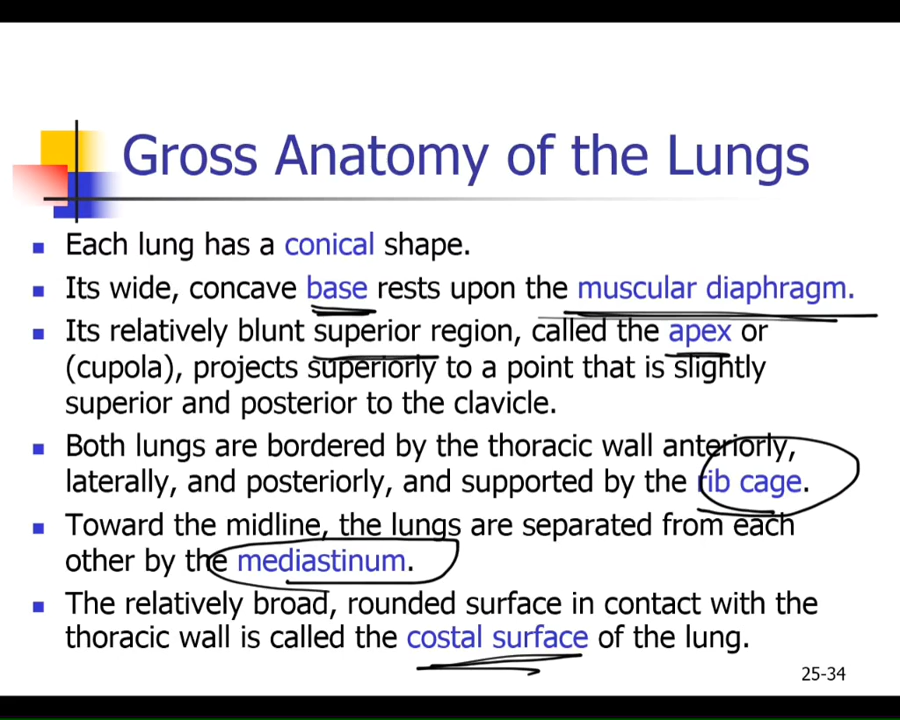 Gross Anatomy of the Lungs
Each lung has a conical shape.
Its wide, concave base rests upon the muscular diaphragm.
Its relatively blunt superior region, called the apex or
(cupola), projects superiorly to a point that is slightly
superior and posterior to the clavicle.
Both lungs are bordered by the thoracic wall anteriorly,
laterally, and posteriorly, and supported by the rib cage.
Toward the midline, the lungs are separated from each
other by the mediastinum.
The relatively broad, rounded surface in contact with the
thoracic wall is called the costal surface of the lung.
25-34